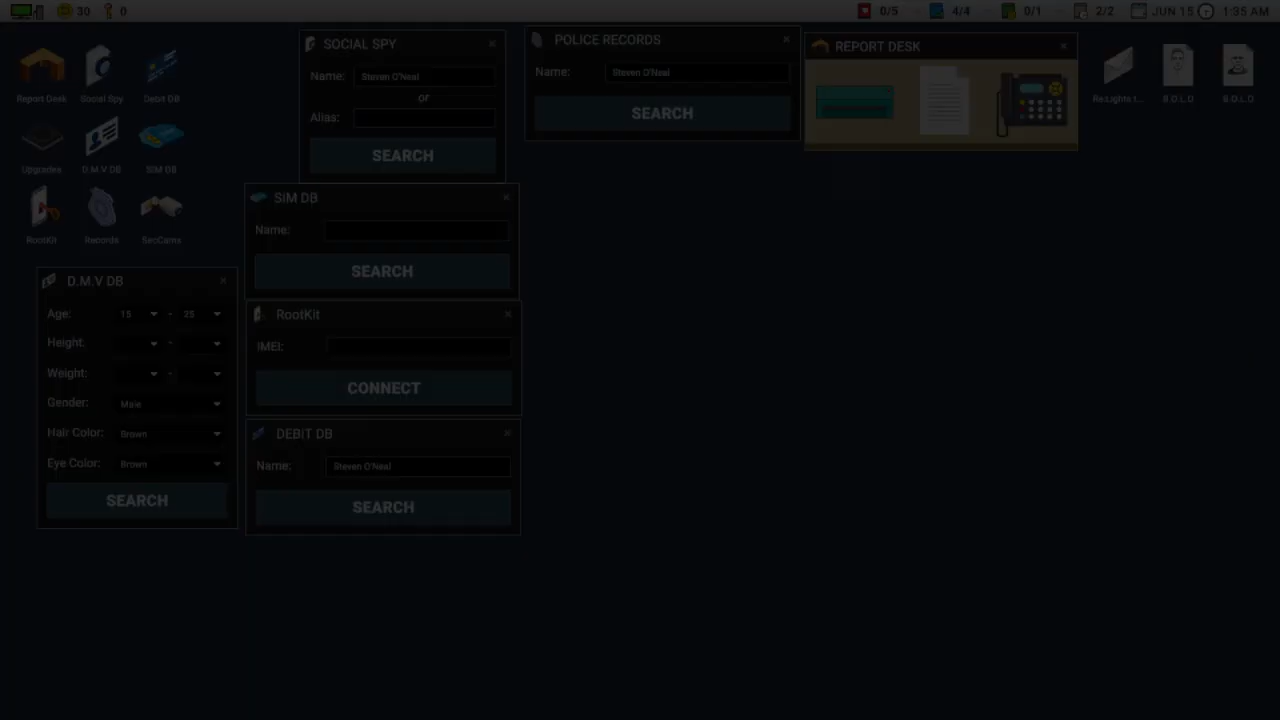 30 0 0/5 4/4 0/1 2/2 JUN 15 1:35 AM
Report Desk Social Spy Debit DB
Upgrades D.M.V DB SIM DB
RootKit Records SecCams
SOCIAL SPY
Name: Steven O'Neal
or
Alias:
SEARCH
POLICE RECORDS
Name: Steven O'Neal
SEARCH
REPORT DESK
Re:Lights t... B.O.L.O B.O.L.O
SIM DB
Name:
SEARCH
D.M.V DB
Age: 15 - 25
Height: -
Weight: -
Gender: Male
Hair Color: Brown
Eye Color: Brown
SEARCH
RootKit
IMEI:
CONNECT
DEBIT DB
Name: Steven O'Neal
SEARCH